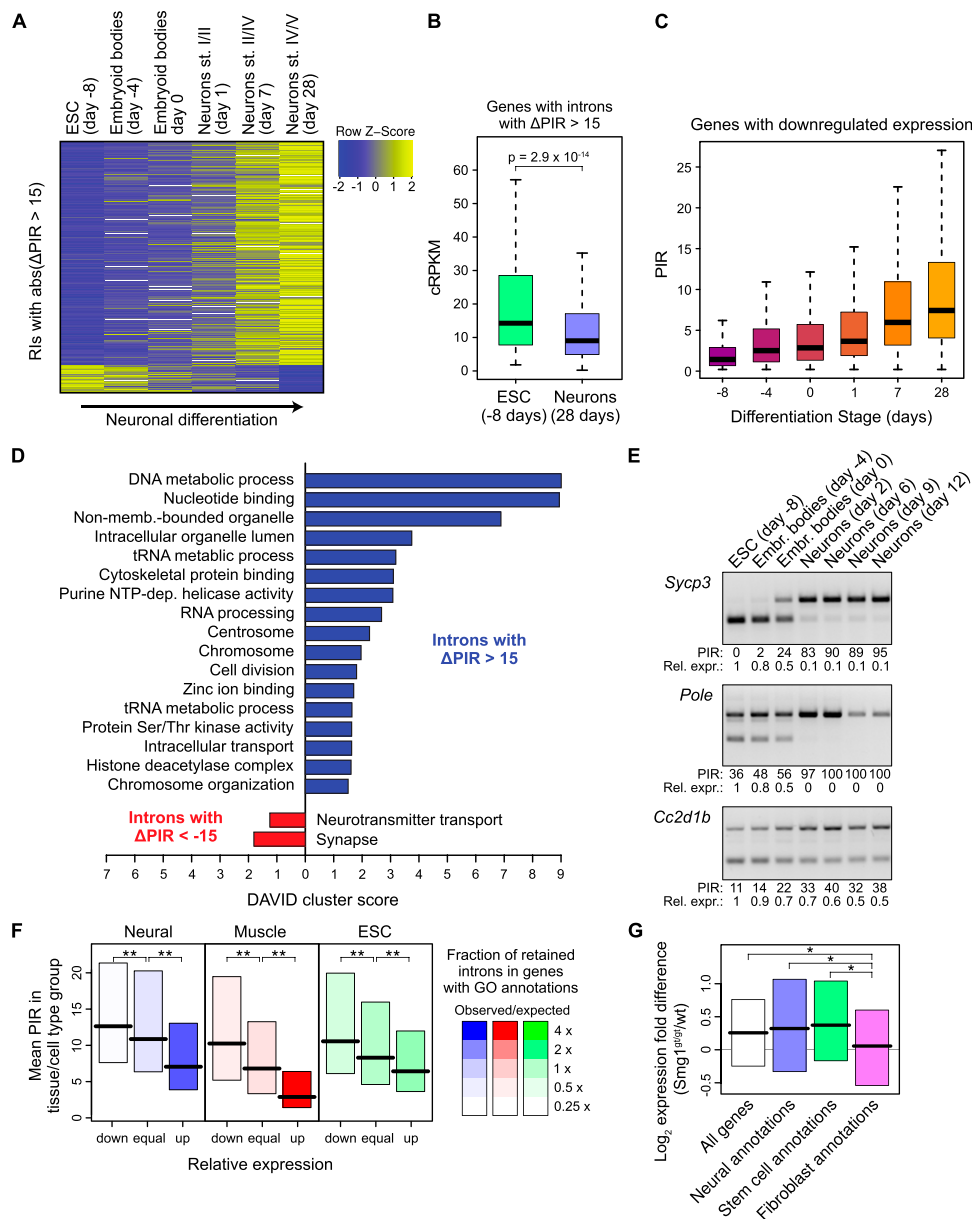 A
ESC
(day -8)
Embryoid bodies
(day -4)
Embryoid bodies
day 0
Neurons st. I/II
(day 1)
Neurons st. II/IV
(day 7)
Neurons st. IV/V
(day 28)
Row Z−Score
-2 -1 0 1 2
RIs with abs(ΔPIR > 15)
Neuronal differentiation
B
Genes with introns
with ΔPIR > 15
p = 2.9 x 10-14
cRPKM
60
50
40
30
20
10
0
ESC
(-8 days)
Neurons
(28 days)
C
Genes with downregulated expression
PIR
25
20
15
10
5
0
-8 -4 0 1 7 28
Differentiation Stage (days)
D
DNA metabolic process
Nucleotide binding
Non-memb.-bounded organelle
Intracellular organelle lumen
tRNA metablic process
Cytoskeletal protein binding
Purine NTP-dep. helicase activity
RNA processing
Centrosome
Chromosome
Cell division
Zinc ion binding
tRNA metabolic process
Protein Ser/Thr kinase activity
Intracellular transport
Histone deacetylase complex
Chromosome organization
Introns with
ΔPIR > 15
Introns with
ΔPIR < -15
Neurotransmitter transport
Synapse
7 6 5 4 3 2 1 0 1 2 3 4 5 6 7 8 9
DAVID cluster score
E
ESC (day -8)
Embr. bodies (day -4)
Embr. bodies (day 0)
Neurons (day 2)
Neurons (day 6)
Neurons (day 9)
Neurons (day 12)
Sycp3
PIR: 0 2 24 83 90 89 95
Rel. expr.: 1 0.8 0.5 0.1 0.1 0.1 0.1
Pole
PIR: 36 48 56 97 100 100 100
Rel. expr.: 1 0.8 0.5 0 0 0 0
Cc2d1b
PIR: 11 14 22 33 40 32 38
Rel. expr.: 1 0.9 0.7 0.7 0.6 0.5 0.5
F
Neural Muscle ESC
** ** ** ** ** **
Mean PIR in
tissue/cell type group
20
15
10
5
0
down equal up down equal up down equal up
Relative expression
Fraction of retained
introns in genes
with GO annotations
Observed/expected
4 x
2 x
1 x
0.5 x
0.25 x
G
*
*
*
Log2 expression fold difference
(Smg1gt/gt/wt)
1.0
0.5
0
-0.5
All genes
Neural annotations
Stem cell annotations
Fibroblast annotations